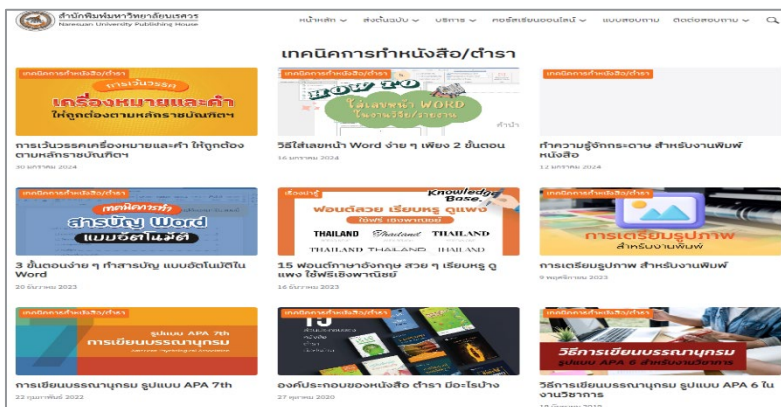 สำนักพิมพ์มหาวิทยาลัยนเรศวร
Naresuan University Publishing House
หน้าหลัก
ส่งต้นฉบับ
บริการ
คอร์สเรียนออนไลน์
แบบสอบถาม
ติดต่อสอบถาม
เทคนิคการทำหนังสือ/ตำรา
เทคนิคการทำหนังสือ/ตำรา
การเว้นวรรค
เครื่องหมายและคำ
ให้ถูกต้องตามหลักราชบัณฑิตฯ
การเว้นวรรคเครื่องหมายและคำ ให้ถูกต้อง
ตามหลักราชบัณฑิตฯ
30 มกราคม 2024
เทคนิคการทำหนังสือ/ตำรา
HOW TO
ใส่เลขหน้า WORD
ในงานวิจัย/รายงาน
คำนำ
วิธีใส่เลขหน้า Word ง่าย ๆ เพียง 2 ขั้นตอน
16 มกราคม 2024
เทคนิคการทำหนังสือ/ตำรา
ทำความรู้จักกระดาษ สำหรับงานพิมพ์
หนังสือ
12 มกราคม 2024
เทคนิคการทำหนังสือ/ตำรา
เทคนิคการทำ
สารบัญ Word
แบบอัตโนมัติ
3 ขั้นตอนง่าย ๆ ทำสารบัญ แบบอัตโนมัติใน
Word
20 ธันวาคม 2023
เรื่องน่ารู้
Knowledge
Base.
ฟอนต์สวย เรียบหรู ดูแพง
ใช้ฟรี เชิงพาณิชย์
THAILAND Thailand THAILAND
THAILAND THAILAND THAILAND
15 ฟอนต์ภาษาอังกฤษ สวย ๆ เรียบหรู ดู
แพง ใช้ฟรีเชิงพาณิชย์
16 ธันวาคม 2023
เทคนิคการทำหนังสือ/ตำรา
การเตรียมรูปภาพ
สำหรับงานพิมพ์
การเตรียมรูปภาพ สำหรับงานพิมพ์
9 พฤศจิกายน 2023
เทคนิคการทำหนังสือ/ตำรา
รูปแบบ APA 7th
การเขียนบรรณานุกรม
การเขียนบรรณานุกรม รูปแบบ APA 7th
22 กุมภาพันธ์ 2022
เทคนิคการทำหนังสือ/ตำรา
องค์ประกอบของหนังสือ ตำรา มีอะไรบ้าง
27 ตุลาคม 2020
เทคนิคการทำหนังสือ/ตำรา
วิธีการเขียนบรรณานุกรม
รูปแบบ APA 6 สำหรับงานวิชาการ
วิธีการเขียนบรรณานุกรม รูปแบบ APA 6 ใน
งานวิชาการ